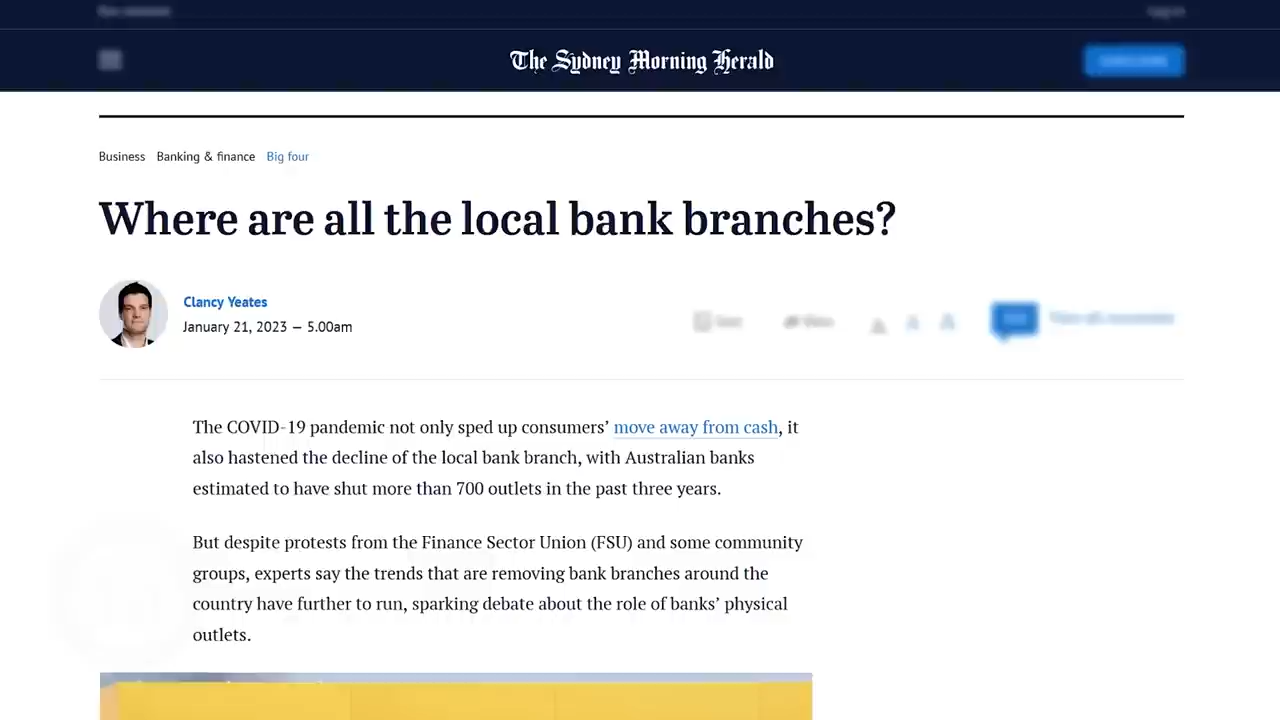 The Sydney Morning Herald
Business Banking & finance Big four
Where are all the local bank branches?
Clancy Yeates
January 21, 2023 — 5.00am
The COVID-19 pandemic not only sped up consumers’ move away from cash, it
also hastened the decline of the local bank branch, with Australian banks
estimated to have shut more than 700 outlets in the past three years.
But despite protests from the Finance Sector Union (FSU) and some community
groups, experts say the trends that are removing bank branches around the
country have further to run, sparking debate about the role of banks’ physical
outlets.